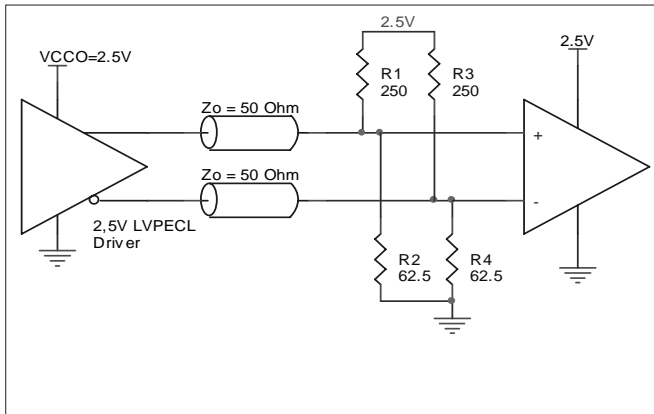 2.5V
VCCO=2.5V
2.5V
R1
250
R3
250
Zo = 50 Ohm
+
Zo = 50 Ohm
-
2,5V LVPECL
Driver
R2
62.5
R4
62.5